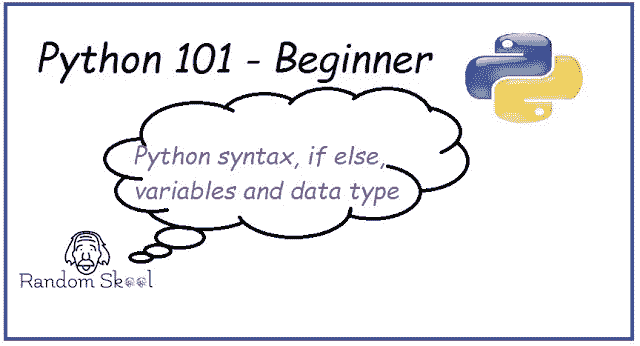 Python 101 - Beginner
Python syntax, if else,
variables and data type
Random Skool